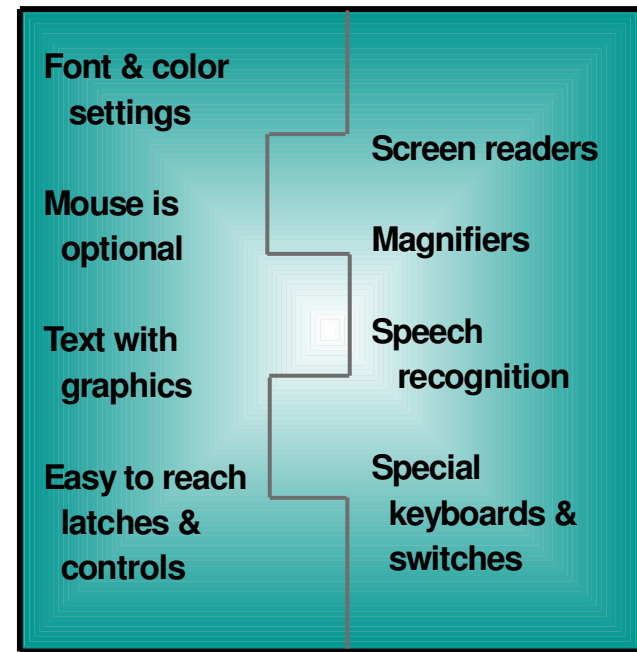 Font & color
settings
Mouse is
optional
Text with
graphics
Easy to reach
latches &
controls
Screen readers
Magnifiers
Speech
recognition
Special
keyboards &
switches